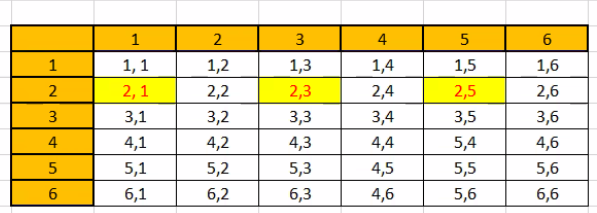 1 2 3 4 5 6
1 1, 1 1,2 1,3 1,4 1,5 1,6
2 2, 1 2,2 2,3 2,4 2,5 2,6
3 3,1 3,2 3,3 3,4 3,5 3,6
4 4,1 4,2 4,3 4,4 5,4 4,6
5 5,1 5,2 5,3 4,5 5,5 5,6
6 6,1 6,2 6,3 4,6 5,6 6,6